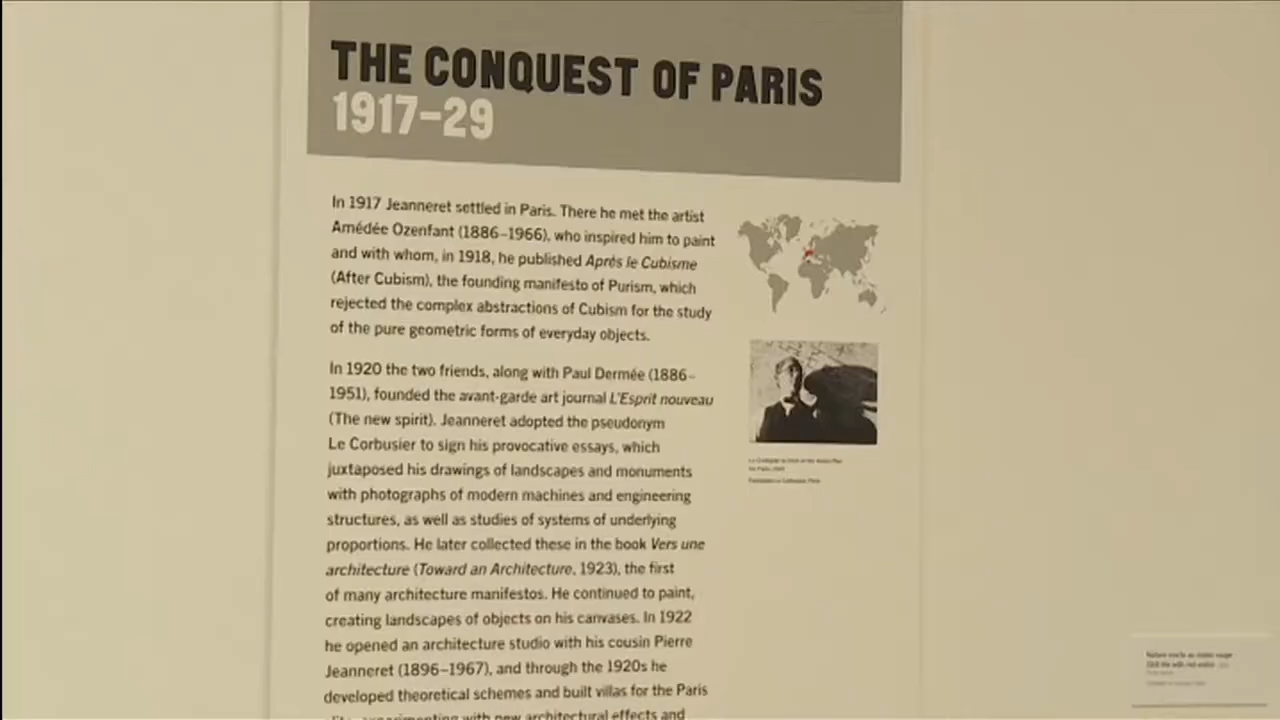 THE CONQUEST OF PARIS
1917–29
In 1917 Jeanneret settled in Paris. There he met the artist
Amédée Ozenfant (1886–1966), who inspired him to paint
and with whom, in 1918, he published Après le Cubisme
(After Cubism), the founding manifesto of Purism, which
rejected the complex abstractions of Cubism for the study
of the pure geometric forms of everyday objects.
In 1920 the two friends, along with Paul Dermée (1886–
1951), founded the avant-garde art journal L'Esprit nouveau
(The new spirit). Jeanneret adopted the pseudonym
Le Corbusier to sign his provocative essays, which
juxtaposed his drawings of landscapes and monuments
with photographs of modern machines and engineering
structures, as well as studies of systems of underlying
proportions. He later collected these in the book Vers une
architecture (Toward an Architecture, 1923), the first
of many architecture manifestos. He continued to paint,
creating landscapes of objects on his canvases. In 1922
he opened an architecture studio with his cousin Pierre
Jeanneret (1896–1967), and through the 1920s he
developed theoretical schemes and built villas for the Paris
experimenting with new architectural effects and